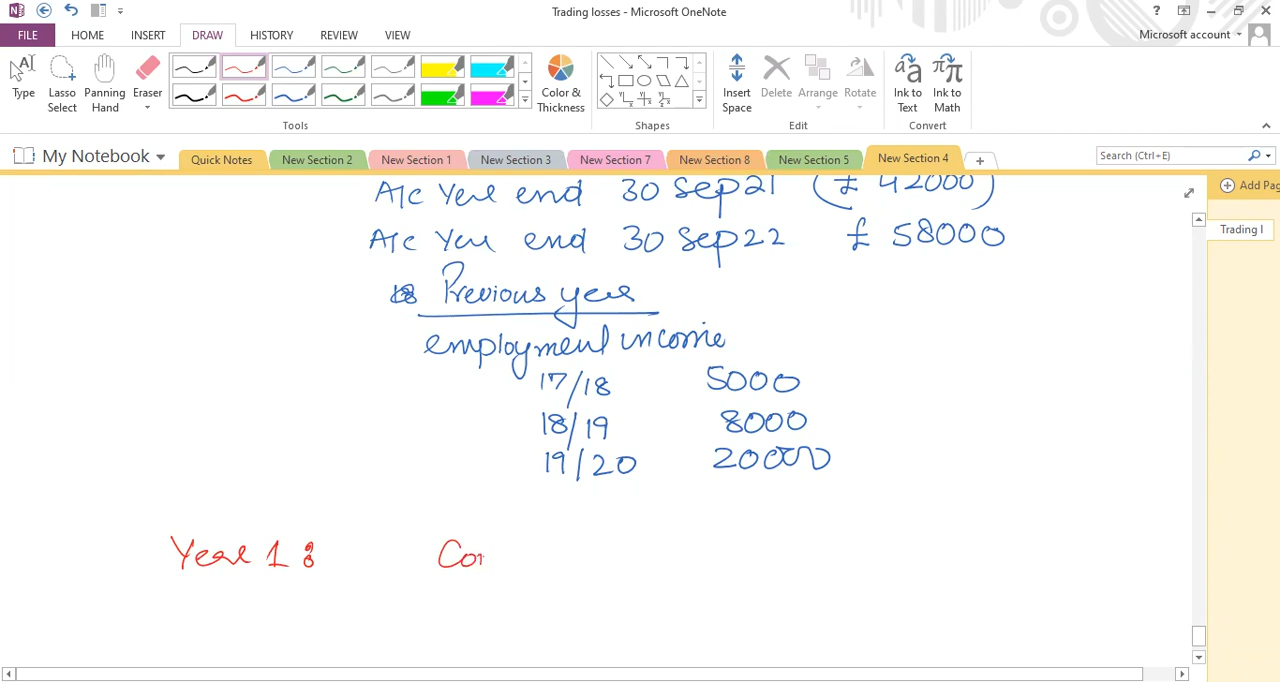 Trading losses - Microsoft OneNote
FILE HOME INSERT DRAW HISTORY REVIEW VIEW
Microsoft account
Type
Lasso Select
Panning Hand
Eraser
Color & Thickness
Insert Space
Delete
Arrange
Rotate
Ink to Text
Ink to Math
Tools
Shapes
Edit
Convert
My Notebook
Quick Notes
New Section 2
New Section 1
New Section 3
New Section 7
New Section 8
New Section 5
New Section 4
Search (Ctrl+E)
Add Pag
Trading l
A/c Year end 30 Sep 21 (£ 42000)
A/c Year end 30 Sep 22 £ 58000
Previous year
employment income
17/18 5000
18/19 8000
19/20 20000
Year 1 : Com